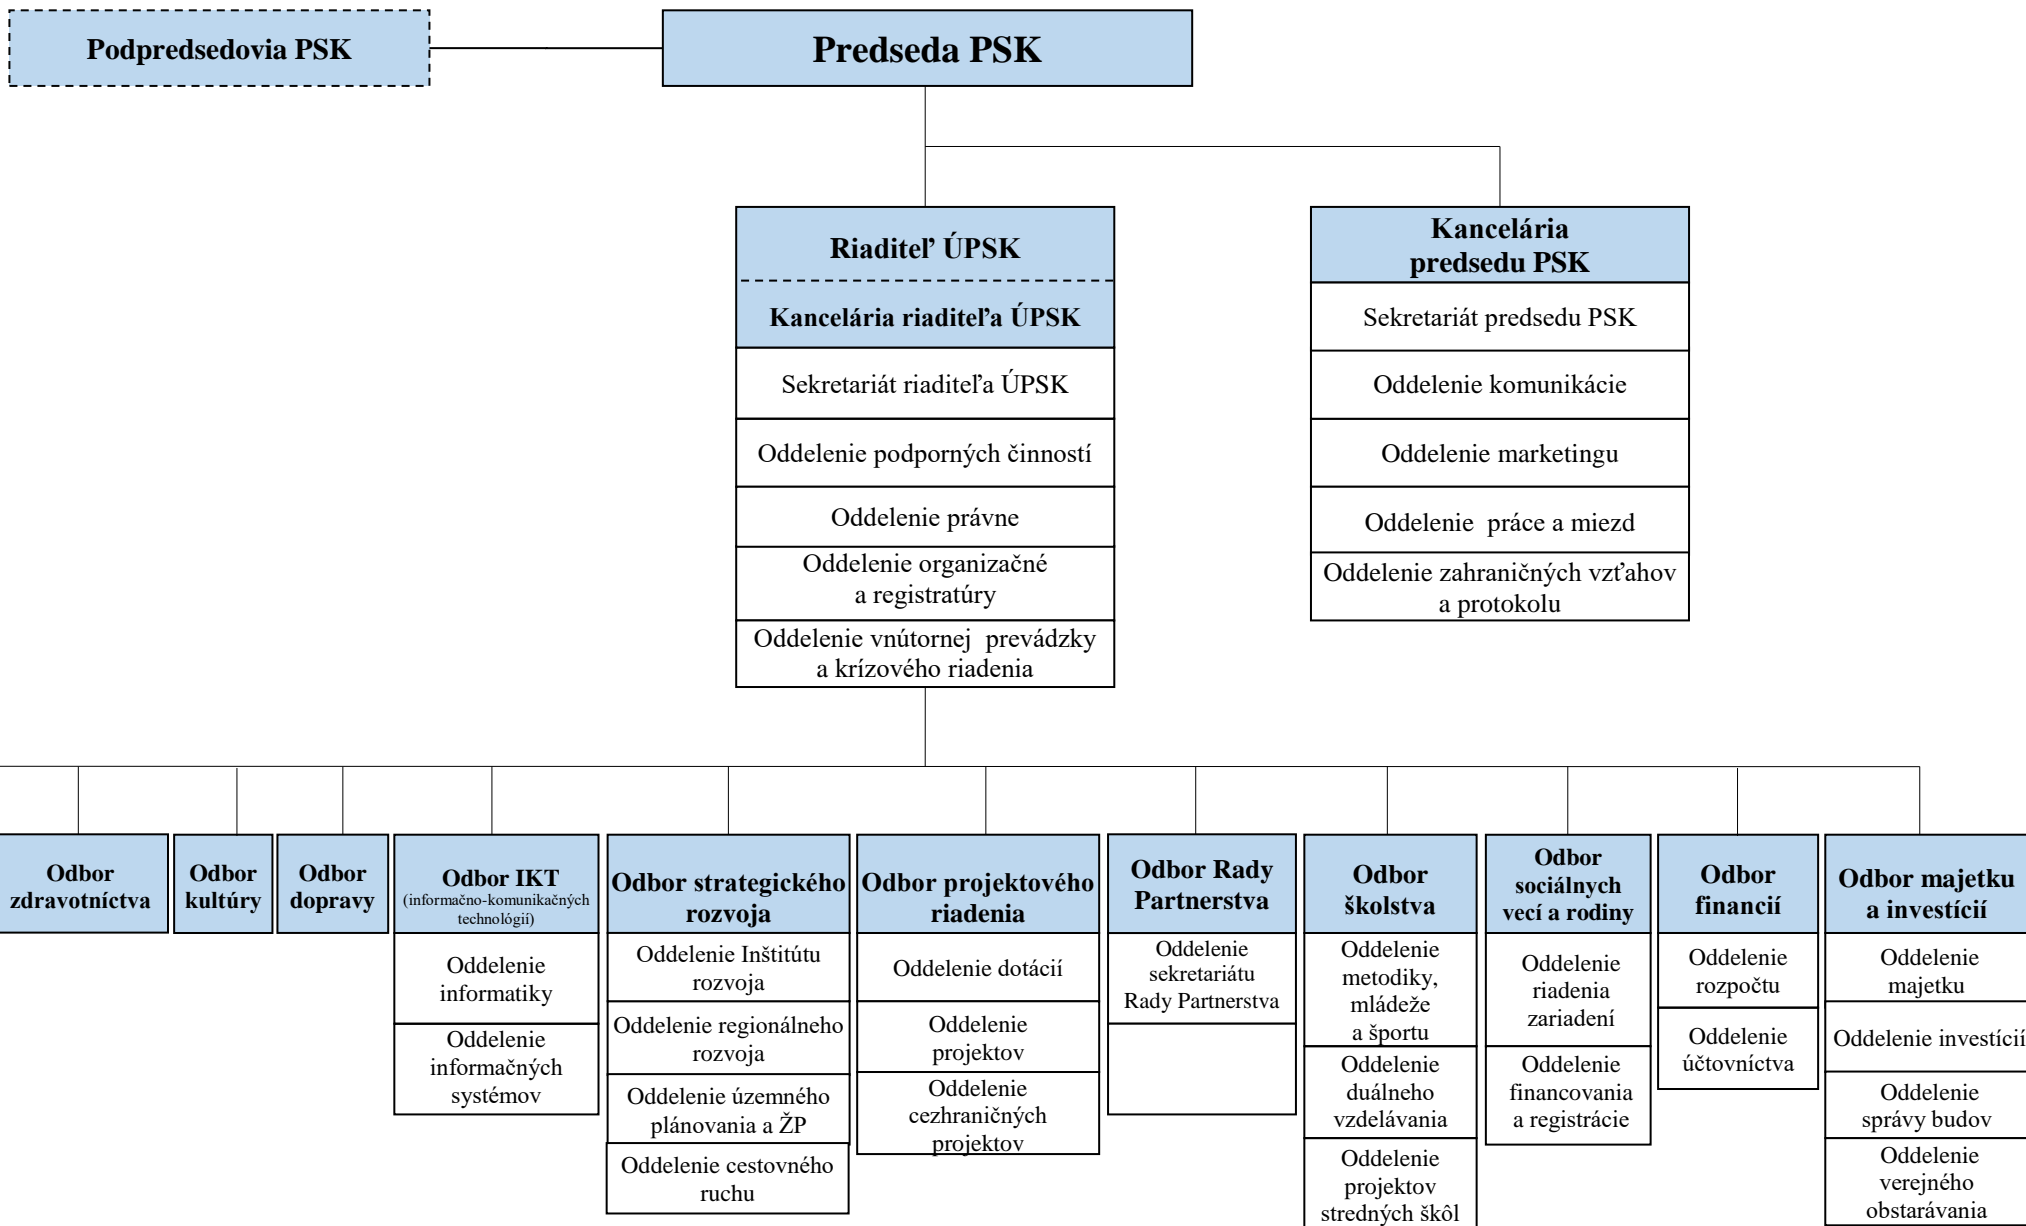 Podpredsedovia PSK
Predseda PSK
Riaditeľ ÚPSK
Kancelária riaditeľa ÚPSK
Sekretariát riaditeľa ÚPSK
Oddelenie podporných činností
Oddelenie právne
Oddelenie organizačné
a registratúry
Oddelenie vnútornej  prevádzky
a krízového riadenia
Kancelária
predsedu PSK
Sekretariát predsedu PSK
Oddelenie komunikácie
Oddelenie marketingu
Oddelenie  práce a miezd
Oddelenie zahraničných vzťahov
a protokolu
Odbor
zdravotníctva
Odbor
kultúry
Odbor
dopravy
Odbor IKT
(informačno-komunikačných
technológií)
Oddelenie
informatiky
Oddelenie
informačných
systémov
Odbor strategického
rozvoja
Oddelenie Inštitútu
rozvoja
Oddelenie regionálneho
rozvoja
Oddelenie územného
plánovania a ŽP
Oddelenie cestovného
ruchu
Odbor projektového
riadenia
Oddelenie dotácií
Oddelenie
projektov
Oddelenie
cezhraničných
projektov
Odbor Rady
Partnerstva
Oddelenie
sekretariátu
Rady Partnerstva
Odbor
školstva
Oddelenie
metodiky,
mládeže
a športu
Oddelenie
duálneho
vzdelávania
Oddelenie
projektov
stredných škôl
Odbor
sociálnych
vecí a rodiny
Oddelenie
riadenia
zariadení
Oddelenie
financovania
a registrácie
Odbor
financií
Oddelenie
rozpočtu
Oddelenie
účtovníctva
Odbor majetku
a investícií
Oddelenie
majetku
Oddelenie investícií
Oddelenie
správy budov
Oddelenie
verejného
obstarávania